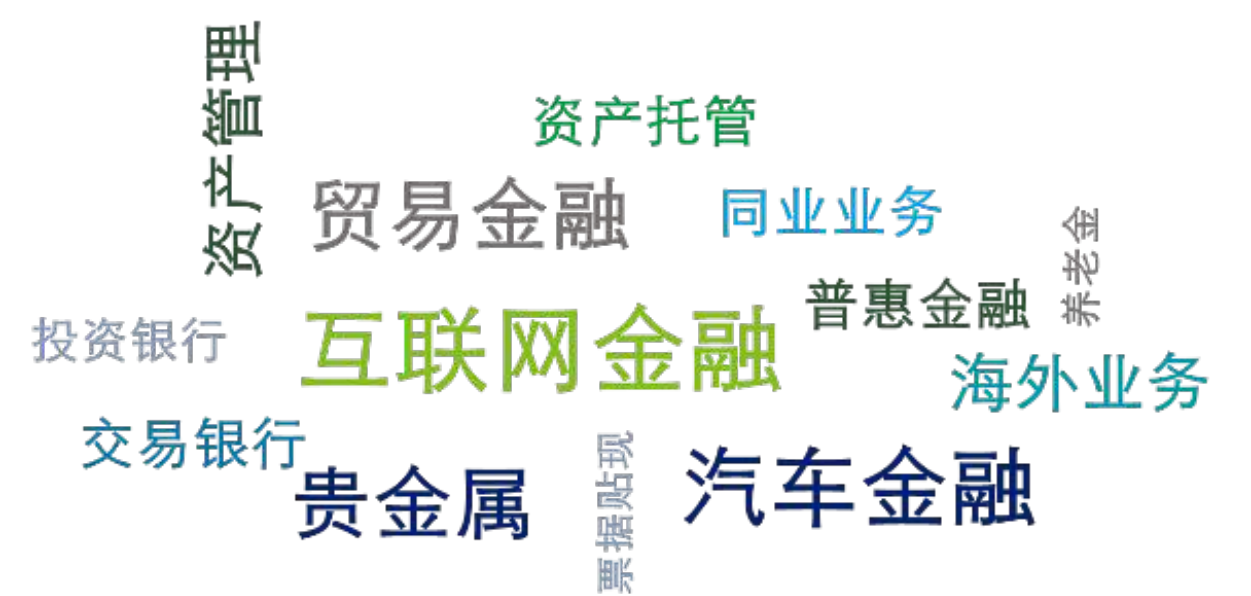 资产管理
资产托管
贸易金融
同业业务
养老金
普惠金融
互联网金融
投资银行
海外业务
交易银行
贵金属
票据贴现
汽车金融